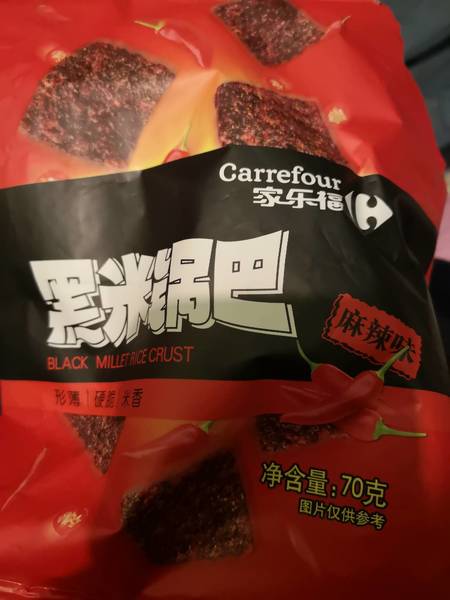 Carrefour
家乐福
黑米锅巴
麻辣味
BLACK MILLET RICE CRUST
形薄 | 硬脆 | 米香
净含量:70克
图片仅供参考